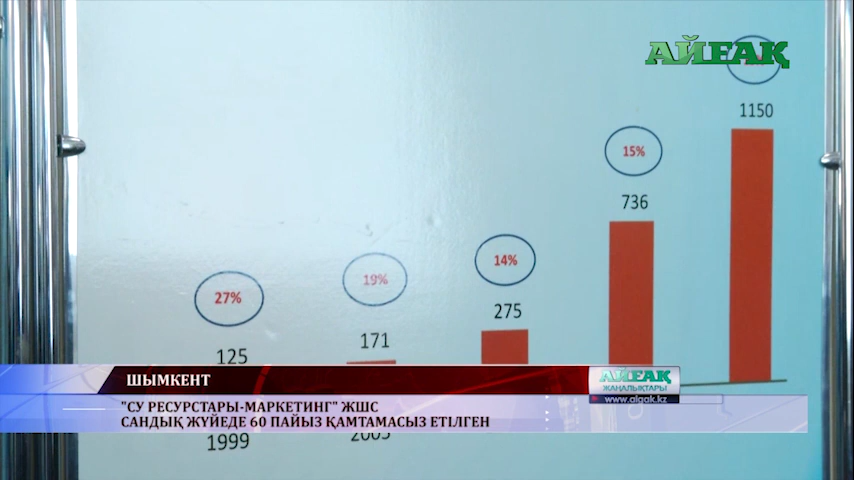 АЙҒАҚ
1150
15%
736
14%
275
19%
171
27%
125
ШЫМКЕНТ
АЙҒАҚ
ЖАҢАЛЫҚТАРЫ
www.aigak.kz
"СУ РЕСУРСТАРЫ-МАРКЕТИНГ" ЖШС
САНДЫҚ ЖҮЙЕДЕ 60 ПАЙЫЗ ҚАМТАМАСЫЗ ЕТІЛГЕН
1999